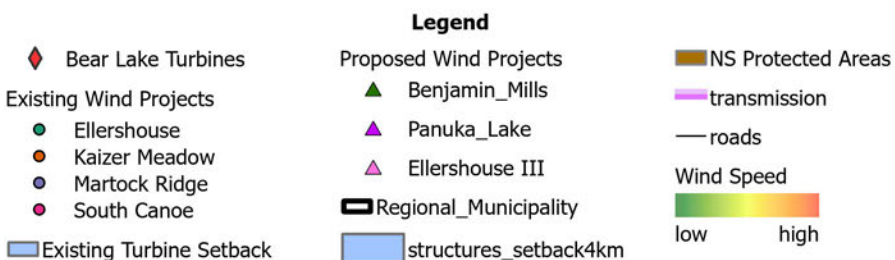 Legend
Bear Lake Turbines
Existing Wind Projects
Ellershouse
Kaizer Meadow
Martock Ridge
South Canoe
Existing Turbine Setback
Proposed Wind Projects
Benjamin_Mills
Panuka_Lake
Ellershouse III
Regional_Municipality
structures_setback4km
NS Protected Areas
transmission
roads
Wind Speed
low high